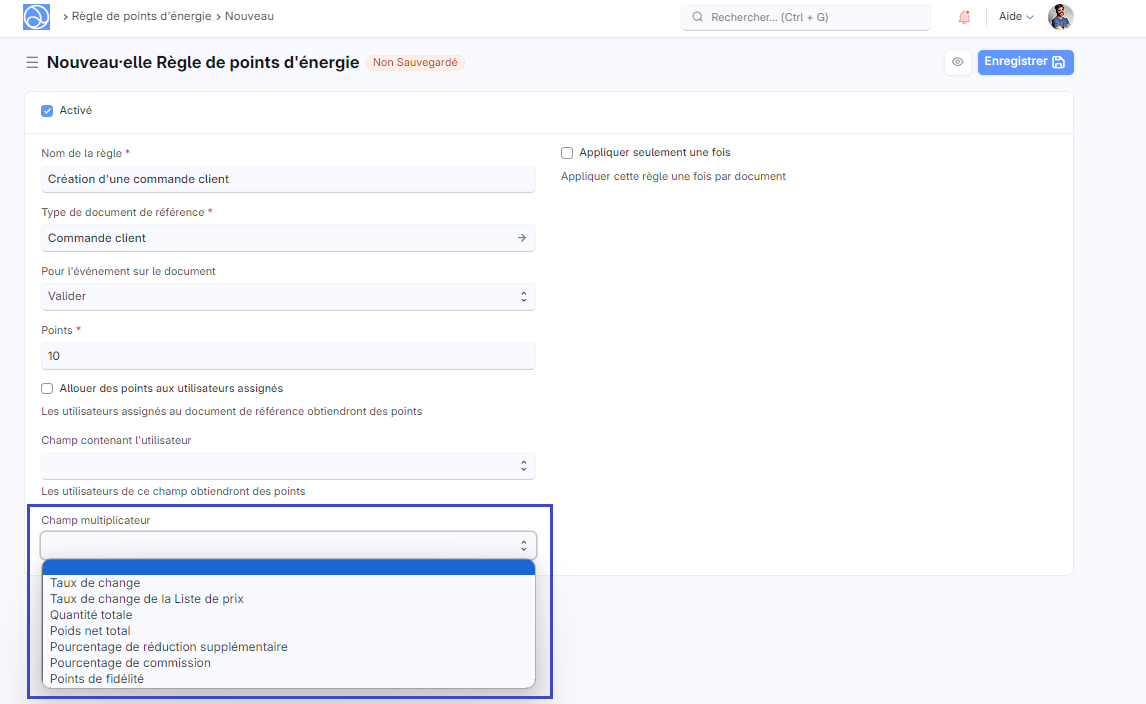 Règle de points d'énergie Nouveau
Rechercher... (Ctrl + G)
Aide
Nouveau·elle Règle de points d'énergie
Non Sauvegardé
Enregistrer
Activé
Nom de la règle *
Création d'une commande client
Type de document de référence *
Commande client
Pour l'événement sur le document
Valider
Points *
10
Allouer des points aux utilisateurs assignés
Les utilisateurs assignés au document de référence obtiendront des points
Champ contenant l'utilisateur
Les utilisateurs de ce champ obtiendront des points
Champ multiplicateur
Taux de change
Taux de change de la Liste de prix
Quantité totale
Poids net total
Pourcentage de réduction supplémentaire
Pourcentage de commission
Points de fidélité
Appliquer seulement une fois
Appliquer cette règle une fois par document